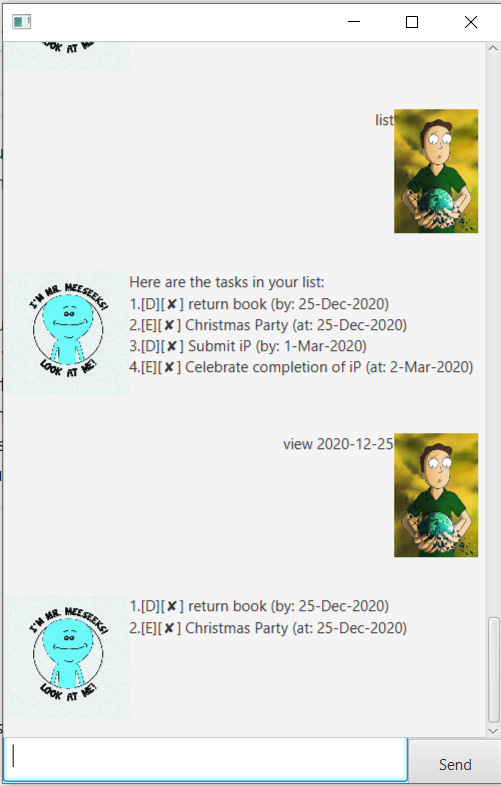 LOOK AT ME!
list
I'M MR. MEESEEKS!
LOOK AT ME!
Here are the tasks in your list:
1.[D][✘] return book (by: 25-Dec-2020)
2.[E][✘] Christmas Party (at: 25-Dec-2020)
3.[D][✘] Submit iP (by: 1-Mar-2020)
4.[E][✘] Celebrate completion of iP (at: 2-Mar-2020)
view 2020-12-25
I'M MR. MEESEEKS!
LOOK AT ME!
1.[D][✘] return book (by: 25-Dec-2020)
2.[E][✘] Christmas Party (at: 25-Dec-2020)
Send